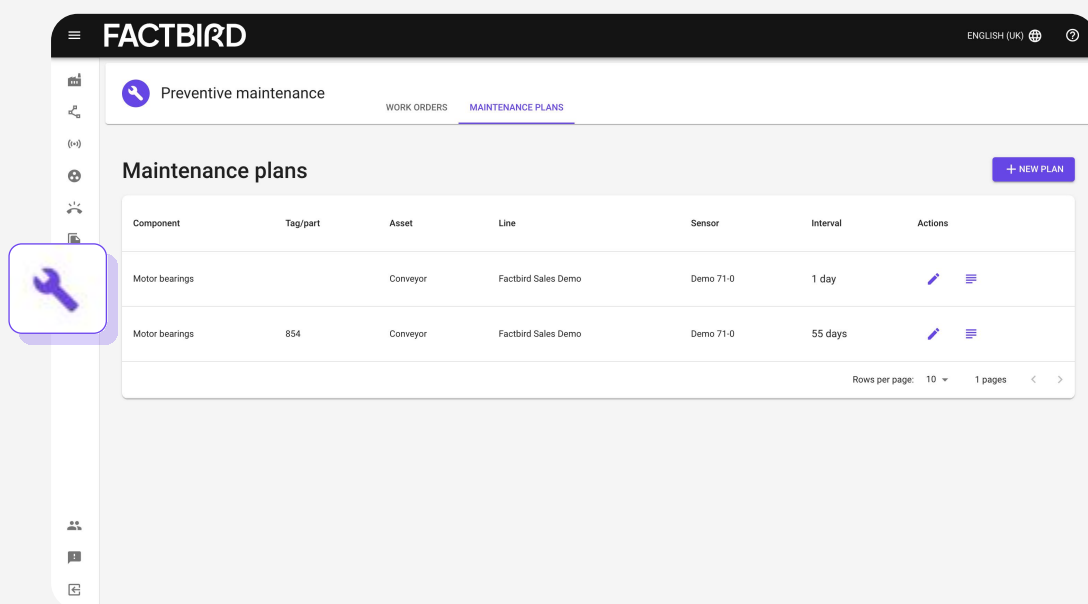 FACTBIRD
ENGLISH (UK)
Preventive maintenance
WORK ORDERS MAINTENANCE PLANS
Maintenance plans
+ NEW PLAN
Component Tag/part Asset Line Sensor Interval Actions
Motor bearings Conveyor Factbird Sales Demo Demo 71-0 1 day
Motor bearings 854 Conveyor Factbird Sales Demo Demo 71-0 55 days
Rows per page: 10 1 pages